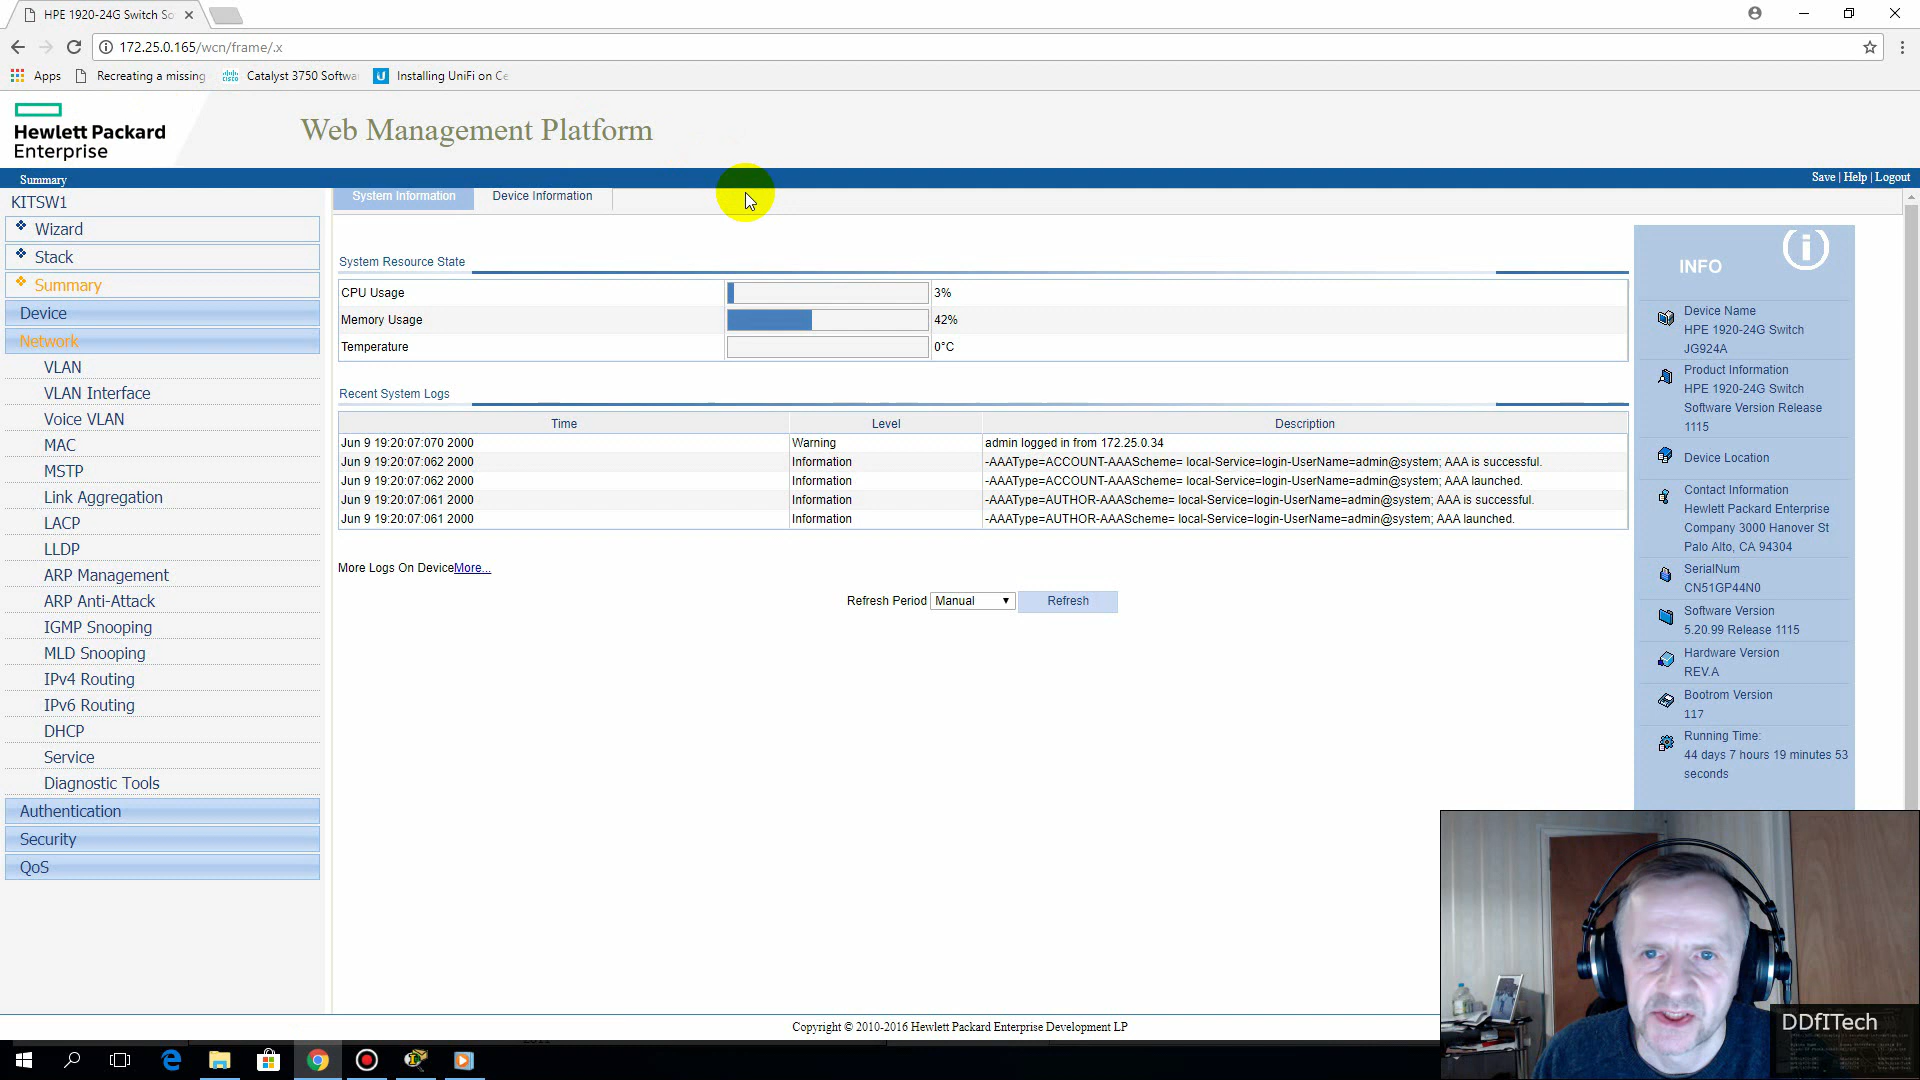 HPE 1920-24G Switch So
172.25.0.165/wcn/frame/.x
Apps
Recreating a missing
Catalyst 3750 Softwa
Installing UniFi on Ce
Hewlett Packard
Enterprise
Web Management Platform
Summary
Save | Help | Logout
KITSW1
Wizard
Stack
Summary
Device
Network
VLAN
VLAN Interface
Voice VLAN
MAC
MSTP
Link Aggregation
LACP
LLDP
ARP Management
ARP Anti-Attack
IGMP Snooping
MLD Snooping
IPv4 Routing
IPv6 Routing
DHCP
Service
Diagnostic Tools
Authentication
Security
QoS
System Information
Device Information
System Resource State
CPU Usage 3%
Memory Usage 42%
Temperature 0°C
Recent System Logs
Time Level Description
Jun 9 19:20:07:070 2000 Warning admin logged in from 172.25.0.34
Jun 9 19:20:07:062 2000 Information -AAAType=ACCOUNT-AAAScheme= local-Service=login-UserName=admin@system; AAA is successful.
Jun 9 19:20:07:062 2000 Information -AAAType=ACCOUNT-AAAScheme= local-Service=login-UserName=admin@system; AAA launched.
Jun 9 19:20:07:061 2000 Information -AAAType=AUTHOR-AAAScheme= local-Service=login-UserName=admin@system; AAA is successful.
Jun 9 19:20:07:061 2000 Information -AAAType=AUTHOR-AAAScheme= local-Service=login-UserName=admin@system; AAA launched.
More Logs On DeviceMore...
Refresh Period Manual Refresh
INFO
Device Name
HPE 1920-24G Switch
JG924A
Product Information
HPE 1920-24G Switch
Software Version Release
1115
Device Location
Contact Information
Hewlett Packard Enterprise
Company 3000 Hanover St
Palo Alto, CA 94304
SerialNum
CN51GP44N0
Software Version
5.20.99 Release 1115
Hardware Version
REV.A
Bootrom Version
117
Running Time:
44 days 7 hours 19 minutes 53
seconds
Copyright © 2010-2016 Hewlett Packard Enterprise Development LP
DDfITech